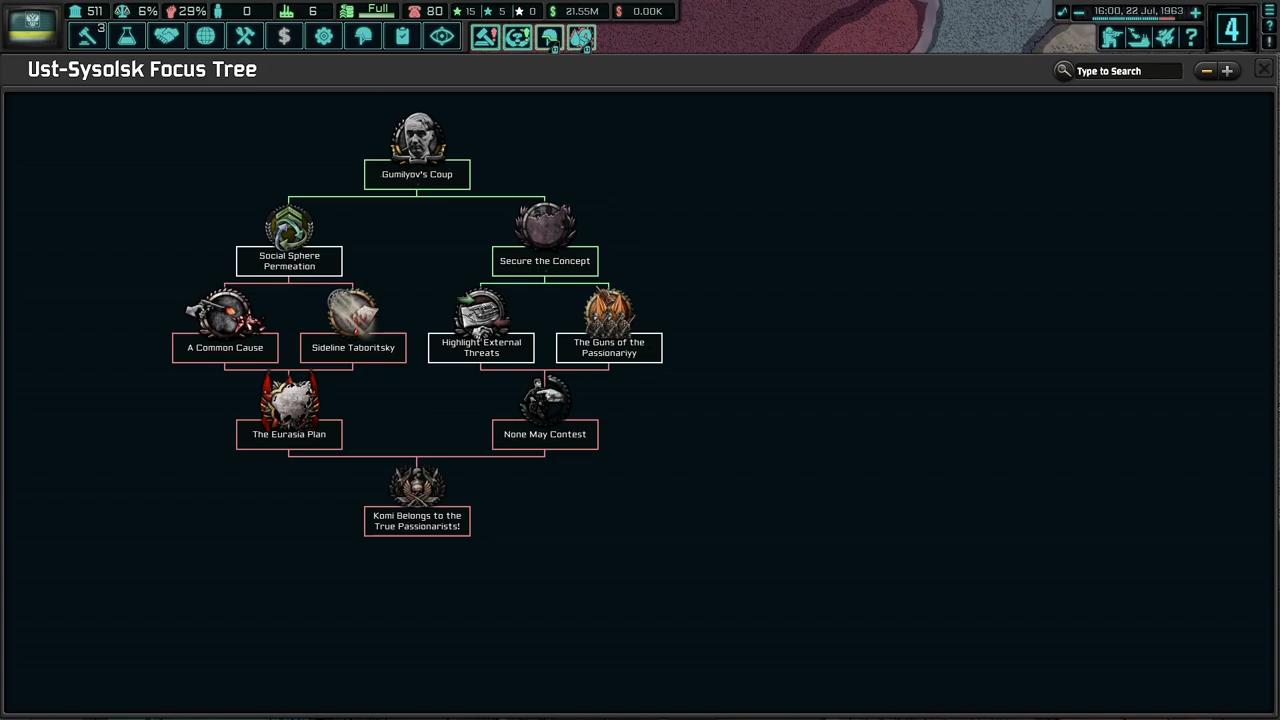 511 6% 29% 0 6 Full 80 15 5 0 $ 21.55M $ 0.00K 16:00, 22 Jul, 1963
3 $ ? 4 ?
Ust-Sysolsk Focus Tree
Type to Search
Gumilyov's Coup
Social Sphere
Permeation
Secure the Concept
A Common Cause
Sideline Taboritsky
Highlight External
Threats
The Guns of the
Passionariyy
The Eurasia Plan
None May Contest
Komi Belongs to the
True Passionarists!